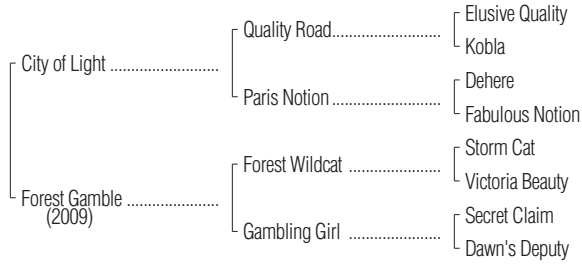 Elusive Quality
Quality Road..................................
Kobla
City of Light ..........................
Dehere
Paris Notion ..........................
Fabulous Notion
Storm Cat
Forest Wildcat ......................
Victoria Beauty
Forest Gamble ......................
(2009)
Secret Claim
Gambling Girl ......................
Dawn's Deputy